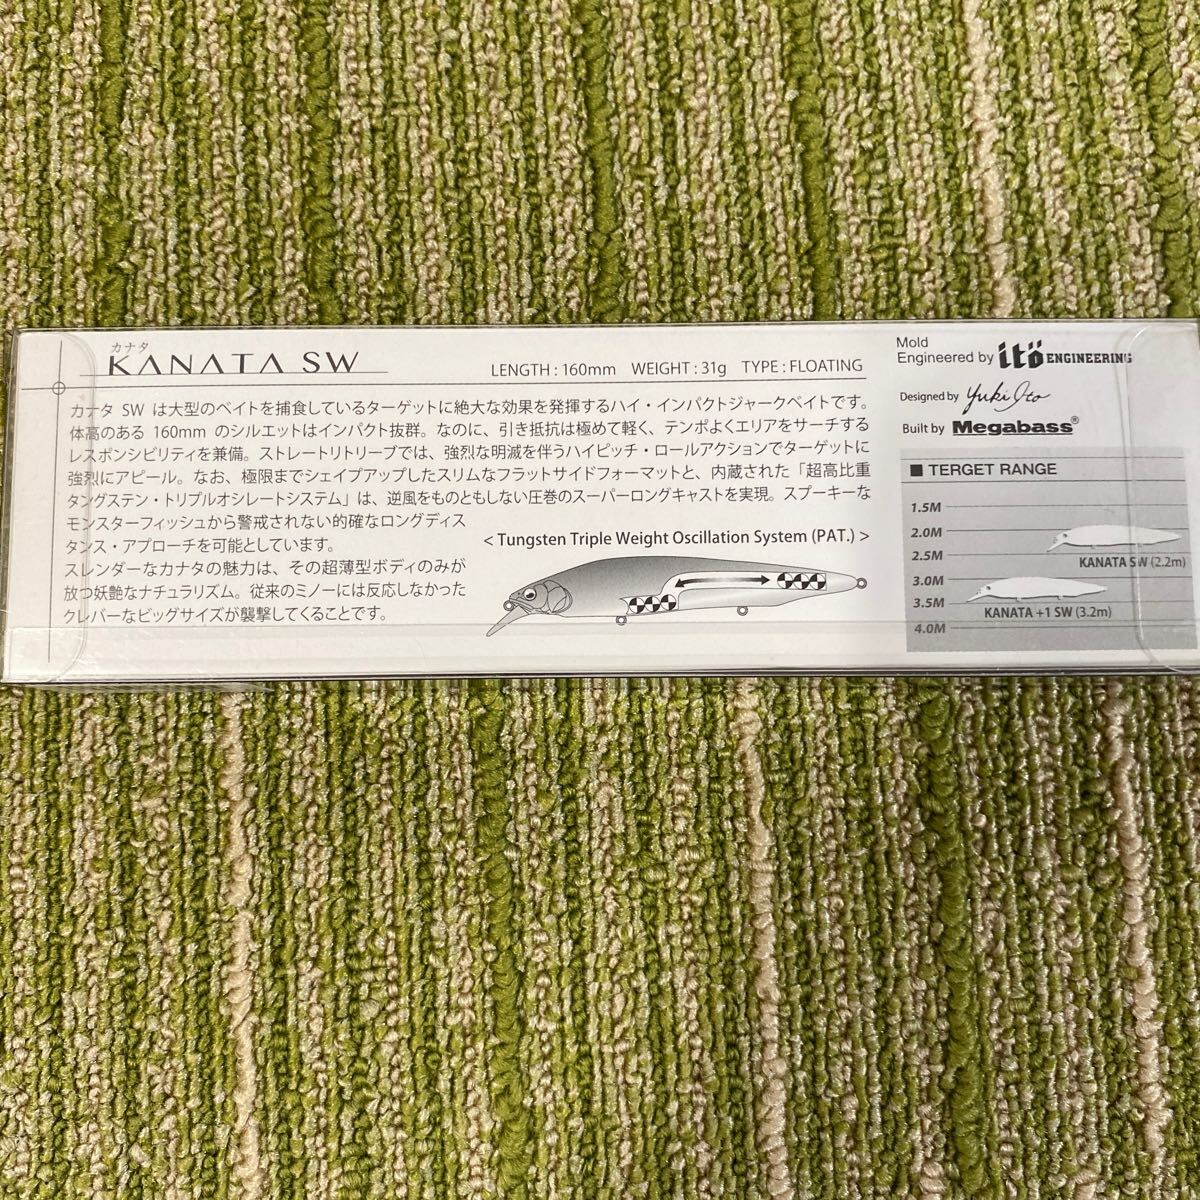 カナタ
KANATA SW
LENGTH : 160mm WEIGHT : 31g TYPE : FLOATING
カナタ SW は大型のベイトを捕食しているターゲットに絶大な効果を発揮するハイ・インパクトジャークベイトです。
体高のある 160mm のシルエットはインパクト抜群。なのに、引き抵抗は極めて軽く、テンポよくエリアをサーチする
レスポンシビリティを兼備。ストレートリトリーブでは、強烈な明滅を伴うハイピッチ・ロールアクションでターゲットに
強烈にアピール。なお、極限までシェイプアップしたスリムなフラットサイドフォーマットと、内蔵された「超高比重
タングステン・トリプルオシレートシステム」は、逆風をものともしない圧巻のスーパーロングキャストを実現。スプーキーな
モンスターフィッシュから警戒されない的確なロングディス
タンス・アプローチを可能としています。
スレンダーなカナタの魅力は、その超薄型ボディのみが
放つ妖艶なナチュラリズム。従来のミノーには反応しなかった
クレバーなビッグサイズが襲撃してくることです。
< Tungsten Triple Weight Oscillation System (PAT.) >
Mold
Engineered by itö ENGINEERING
Designed by Yuki Ito
Built by Megabass®
■ TERGET RANGE
1.5M
2.0M
2.5M
KANATA SW (2.2m)
3.0M
3.5M
KANATA +1 SW (3.2m)
4.0M